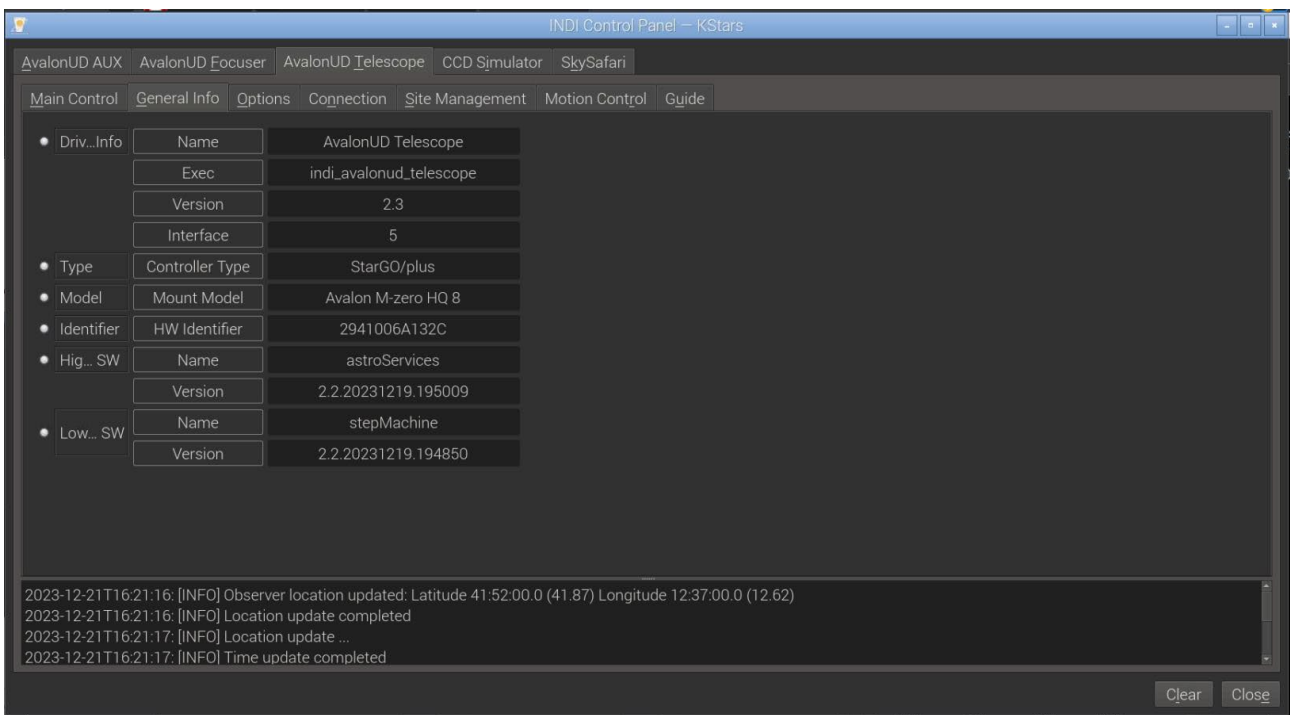 INDI Control Panel — KStars
AvalonUD AUX AvalonUD Focuser AvalonUD Telescope CCD Simulator SkySafari
Main Control General Info Options Connection Site Management Motion Control Guide
Driv...Info Name AvalonUD Telescope
Exec indi_avalonud_telescope
Version 2.3
Interface 5
Type Controller Type StarGO/plus
Model Mount Model Avalon M-zero HQ 8
Identifier HW Identifier 2941006A132C
Hig... SW Name astroServices
Version 2.2.20231219.195009
Low... SW Name stepMachine
Version 2.2.20231219.194850
2023-12-21T16:21:16: [INFO] Observer location updated: Latitude 41:52:00.0 (41.87) Longitude 12:37:00.0 (12.62)
2023-12-21T16:21:16: [INFO] Location update completed
2023-12-21T16:21:17: [INFO] Location update ...
2023-12-21T16:21:17: [INFO] Time update completed
Clear Close